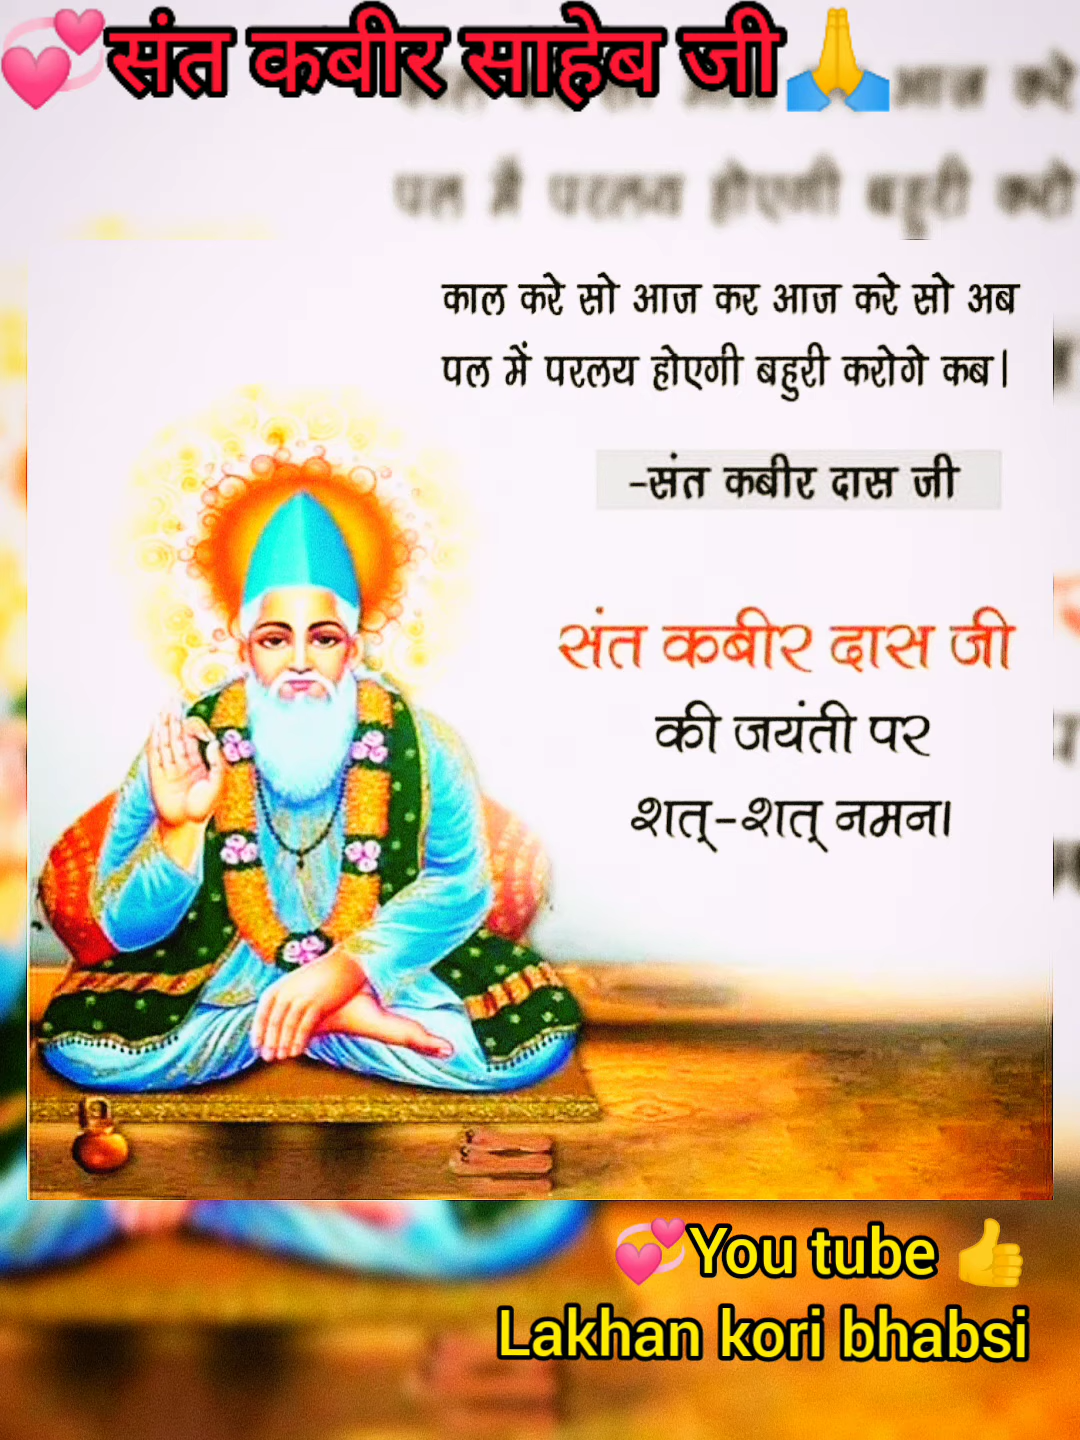 💞संत कबीर साहेब जी🙏
काल करे सो आज कर आज करे सो अब
पल में परलय होएगी बहुरी करोगे कब।
-संत कबीर दास जी
संत कबीर दास जी
की जयंती पर
शत्-शत् नमन।
💞You tube 👍
Lakhan kori bhabsi